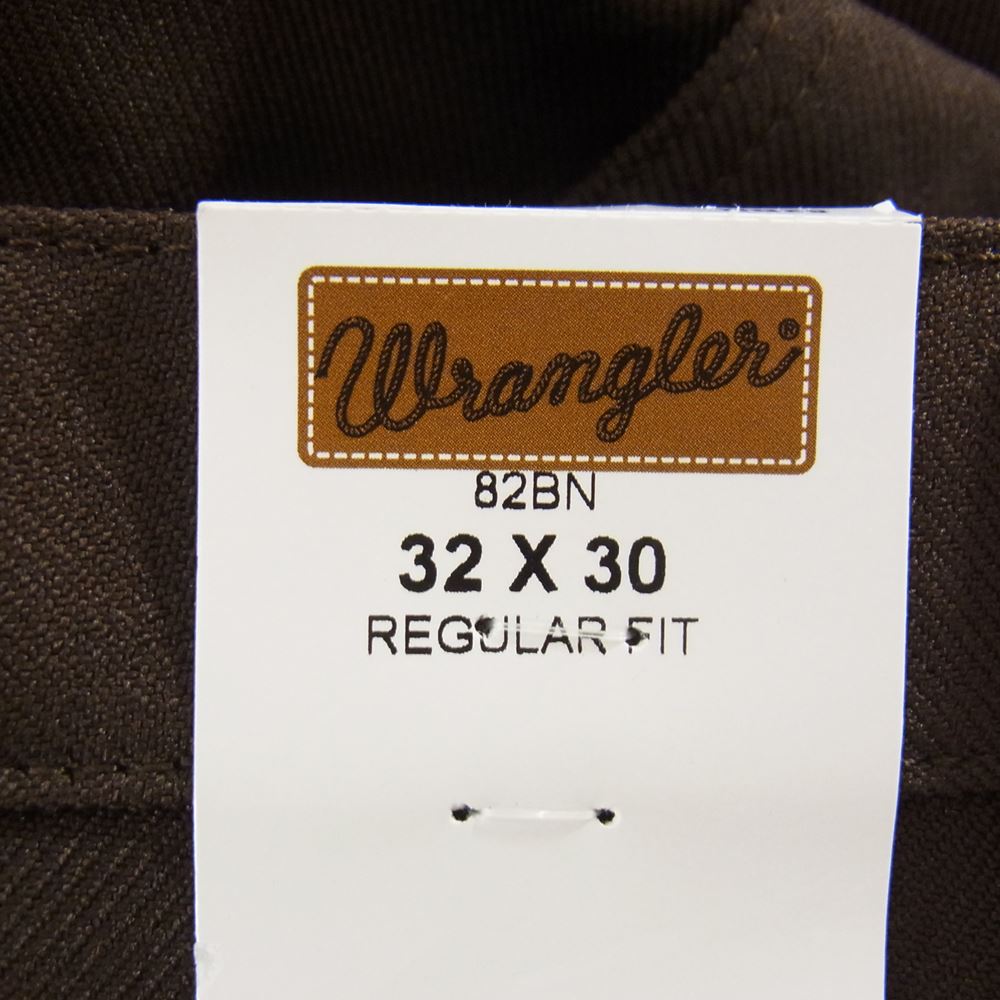 Wrangler®
82BN
32 X 30
REGULAR FIT